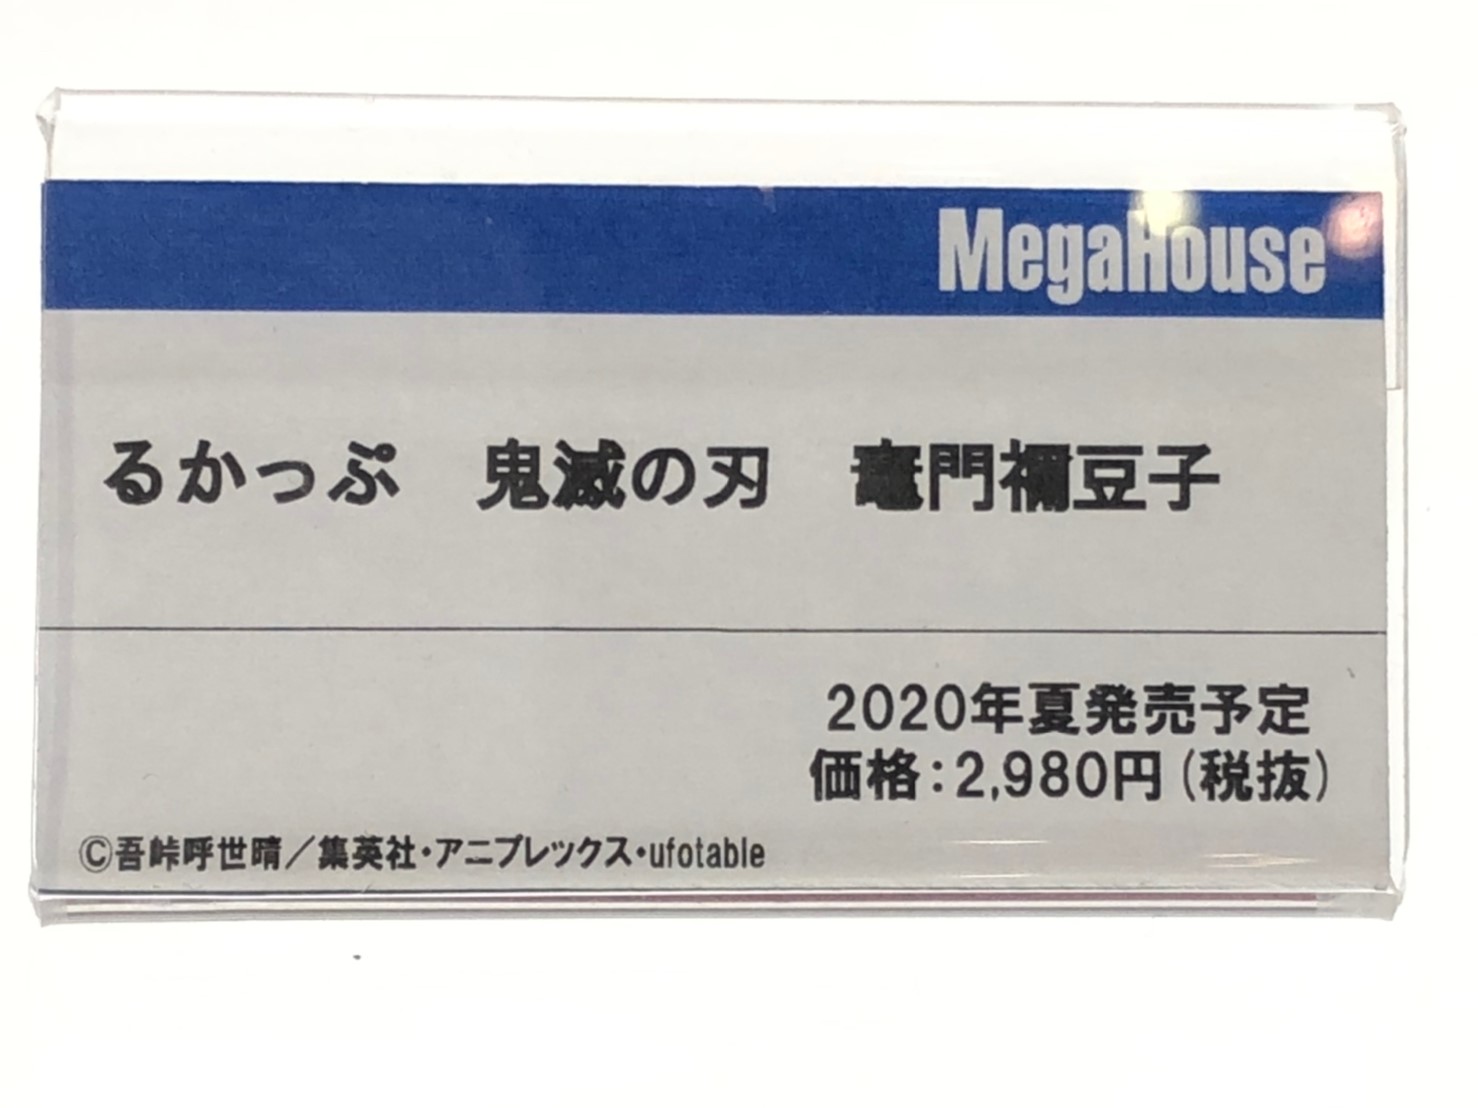 MegaHouse
るかっぷ　鬼滅の刃　竈門禰豆子
2020年夏発売予定
価格：2,980円（税抜）
©吾峠呼世晴／集英社・アニプレックス・ufotable